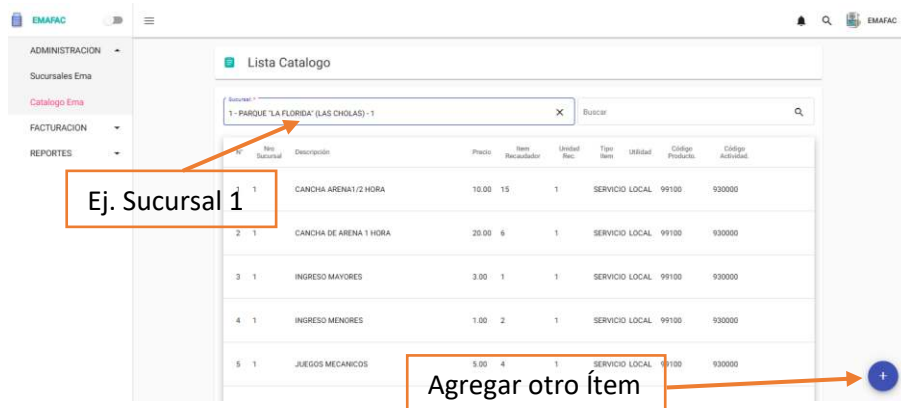 EMAFAC
EMAFAC
ADMINISTRACION
Sucursales Ema
Catalogo Ema
FACTURACION
REPORTES
Lista Catalogo
Sucursal *
1 - PARQUE "LA FLORIDA" (LAS CHOLAS) - 1
Buscar
N° Nro Sucursal Descripción Precio Item Recaudador Unidad Rec. Tipo Item Utilidad Código Producto. Código Actividad.
1 1 CANCHA ARENA1/2 HORA 10.00 15 1 SERVICIO LOCAL 99100 930000
2 1 CANCHA DE ARENA 1 HORA 20.00 6 1 SERVICIO LOCAL 99100 930000
3 1 INGRESO MAYORES 3.00 1 1 SERVICIO LOCAL 99100 930000
4 1 INGRESO MENORES 1.00 2 1 SERVICIO LOCAL 99100 930000
5 1 JUEGOS MECANICOS 5.00 4 1 SERVICIO LOCAL 99100 930000
Ej. Sucursal 1
Agregar otro Ítem